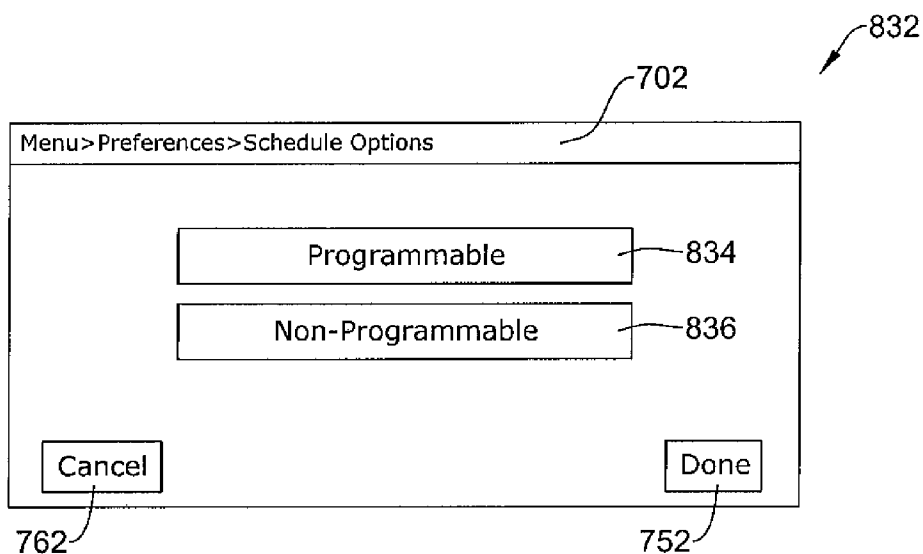 832
702
Menu>Preferences>Schedule Options
Programmable
834
Non-Programmable
836
Cancel
Done
762
752